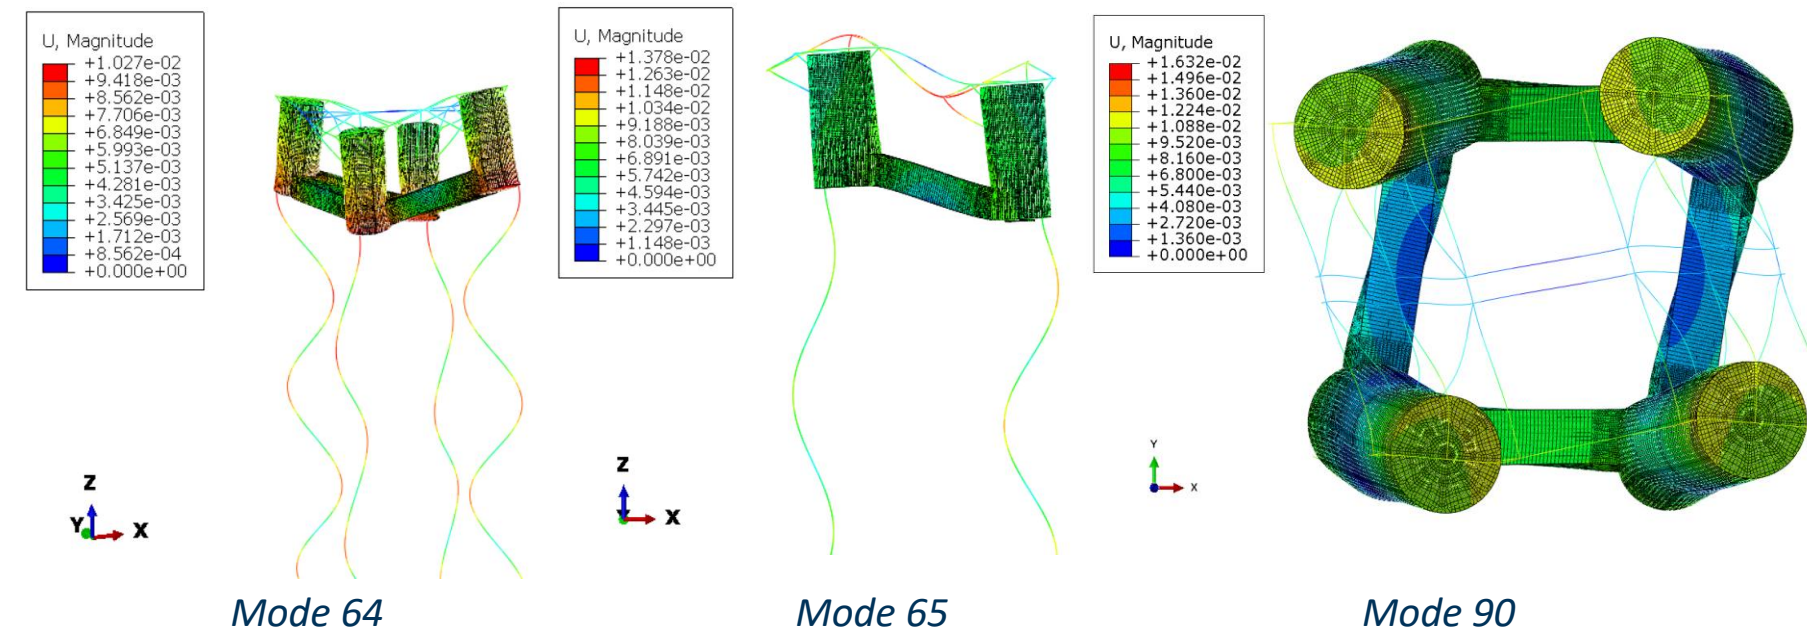 U, Magnitude
+1.027e-02
+9.418e-03
+8.562e-03
+7.706e-03
+6.849e-03
+5.993e-03
+5.137e-03
+4.281e-03
+3.425e-03
+2.569e-03
+1.712e-03
+8.562e-04
+0.000e+00
Z
Y
X
Mode 64
U, Magnitude
+1.378e-02
+1.263e-02
+1.148e-02
+1.034e-02
+9.188e-03
+8.039e-03
+6.891e-03
+5.742e-03
+4.594e-03
+3.445e-03
+2.297e-03
+1.148e-03
+0.000e+00
Z
Y
X
Mode 65
U, Magnitude
+1.632e-02
+1.496e-02
+1.360e-02
+1.224e-02
+1.088e-02
+9.520e-03
+8.160e-03
+6.800e-03
+5.440e-03
+4.080e-03
+2.720e-03
+1.360e-03
+0.000e+00
Y
X
Mode 90